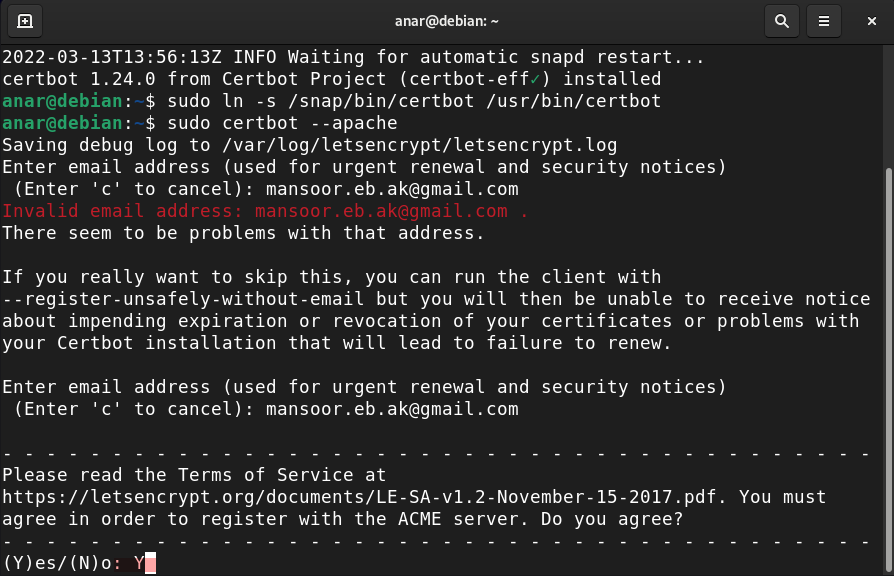 anar@debian: ~
2022-03-13T13:56:13Z INFO Waiting for automatic snapd restart...
certbot 1.24.0 from Certbot Project (certbot-eff✓) installed
anar@debian:~$ sudo ln -s /snap/bin/certbot /usr/bin/certbot
anar@debian:~$ sudo certbot --apache
Saving debug log to /var/log/letsencrypt/letsencrypt.log
Enter email address (used for urgent renewal and security notices)
 (Enter 'c' to cancel): mansoor.eb.ak@gmail.com
Invalid email address: mansoor.eb.ak@gmail.com .
There seem to be problems with that address.

If you really want to skip this, you can run the client with
--register-unsafely-without-email but you will then be unable to receive notice
about impending expiration or revocation of your certificates or problems with
your Certbot installation that will lead to failure to renew.

Enter email address (used for urgent renewal and security notices)
 (Enter 'c' to cancel): mansoor.eb.ak@gmail.com

- - - - - - - - - - - - - - - - - - - - - - - - - - - - - - - - - - - - - - - -
Please read the Terms of Service at
https://letsencrypt.org/documents/LE-SA-v1.2-November-15-2017.pdf. You must
agree in order to register with the ACME server. Do you agree?
- - - - - - - - - - - - - - - - - - - - - - - - - - - - - - - - - - - - - - - -
(Y)es/(N)o: Y